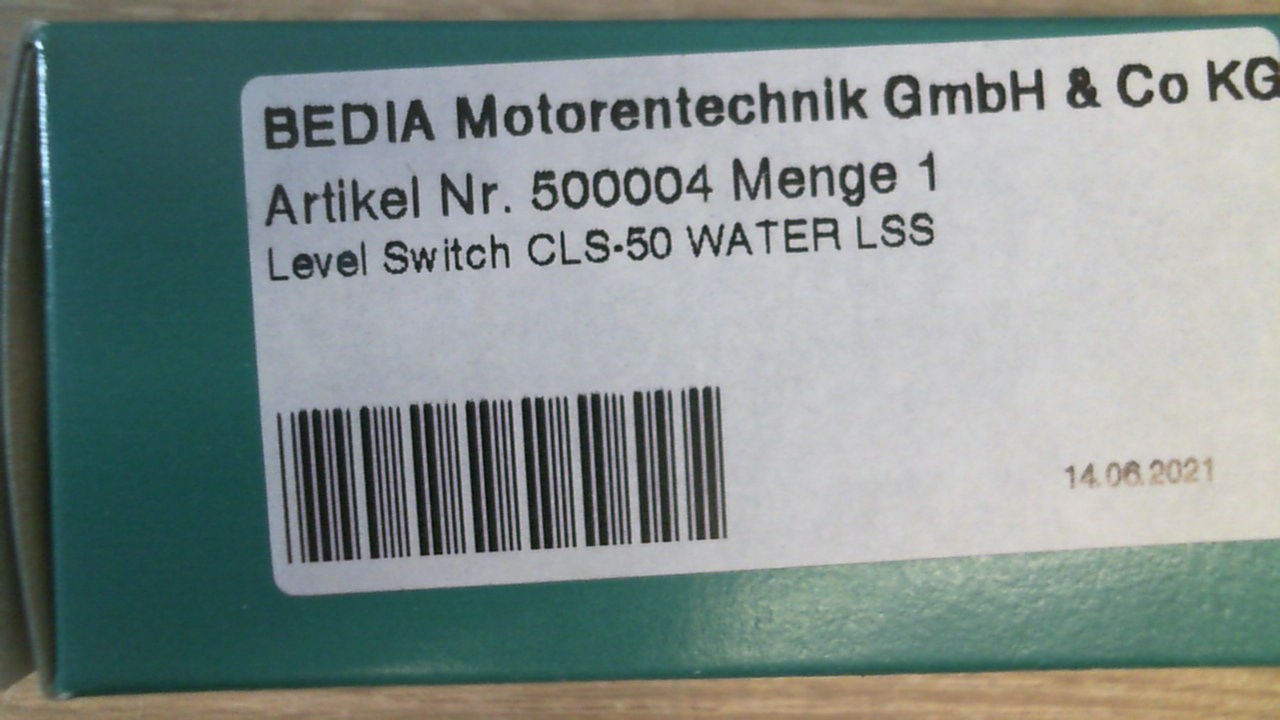 BEDIA Motorentechnik GmbH & Co KG
Artikel Nr. 500004 Menge 1
Level Switch CLS-50 WATER LSS
14.06.2021